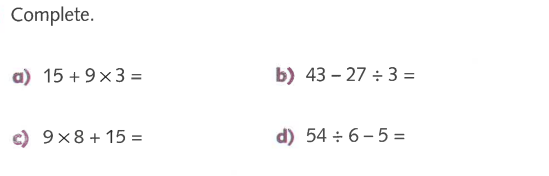 Complete.
a) 15 + 9 × 3 =
b) 43 – 27 ÷ 3 =
c) 9 × 8 + 15 =
d) 54 ÷ 6 – 5 =